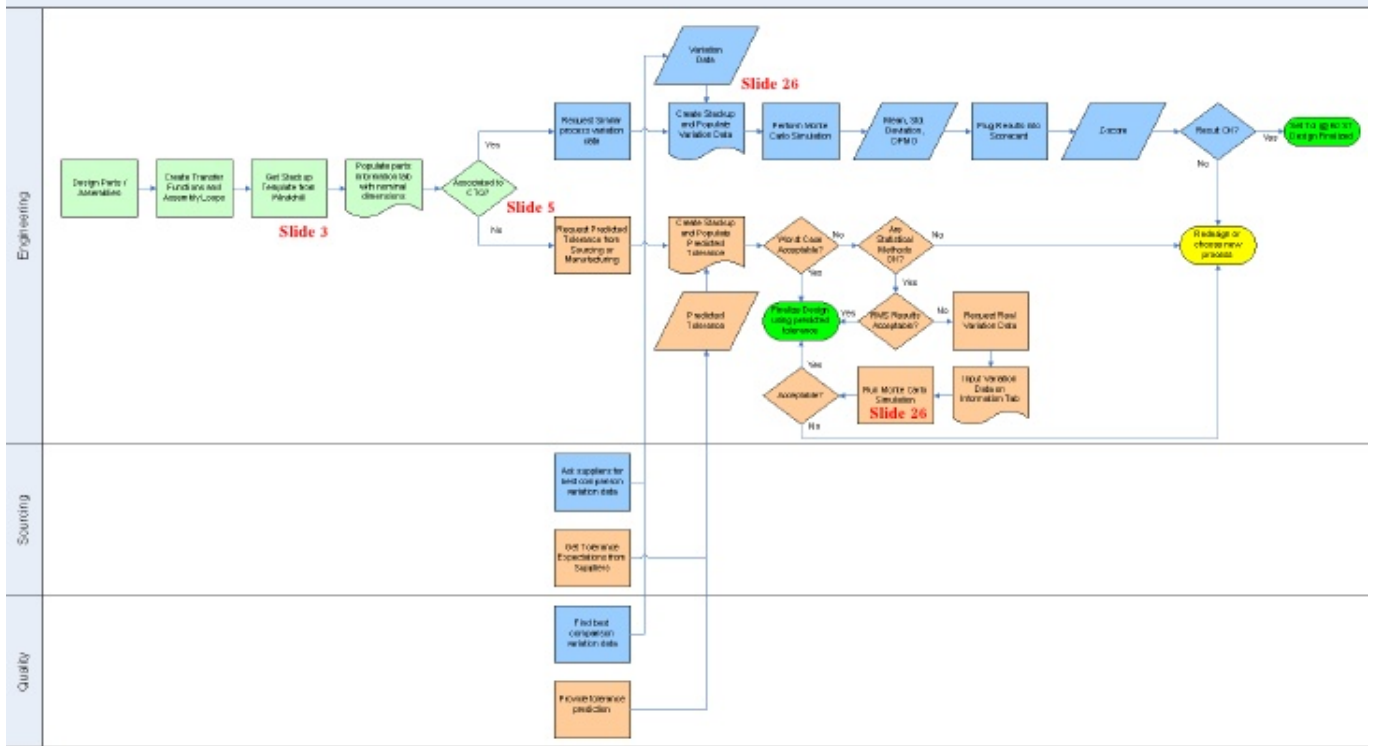 Engineering
Design Parts /
Assemblies
Create Transfer
Functions and
Assembly Loops
Get Stackup
Template from
Windchill
Slide 3
Populate parts
information tab
with nominal
dimensions
Associated to
CTQ?
Slide 5
Yes
No
Request Similar
process variation
data
Variation
Data
Slide 26
Create Stackup
and Populate
Variation Data
Perform Monte
Carlo Simulation
Mean, Std.
Deviation,
DPMO
Plug Results into
Scorecard
Z-score
Result OK?
Yes
No
Design Finalized
Request Predicted
Tolerance from
Sourcing or
Manufacturing
Create Stackup
and Populate
Predicted
Tolerance
Worst Case
Acceptable?
No
Yes
Are
Statistical
Methods
OK?
No
Yes
Redesign or
choose new
process
Predicted
Tolerance
Finalize Design
using predicted
tolerance
Yes
RMS Results
Acceptable?
No
Request Real
Variation Data
Yes
Acceptable?
No
Run Monte Carlo
Simulation
Slide 26
Input Variation
Data on
Information Tab
Sourcing
Ask suppliers for
best comparison
variation data
Get Tolerance
Expectations from
Suppliers
Quality
Find best
comparison
variation data
Provide tolerance
prediction